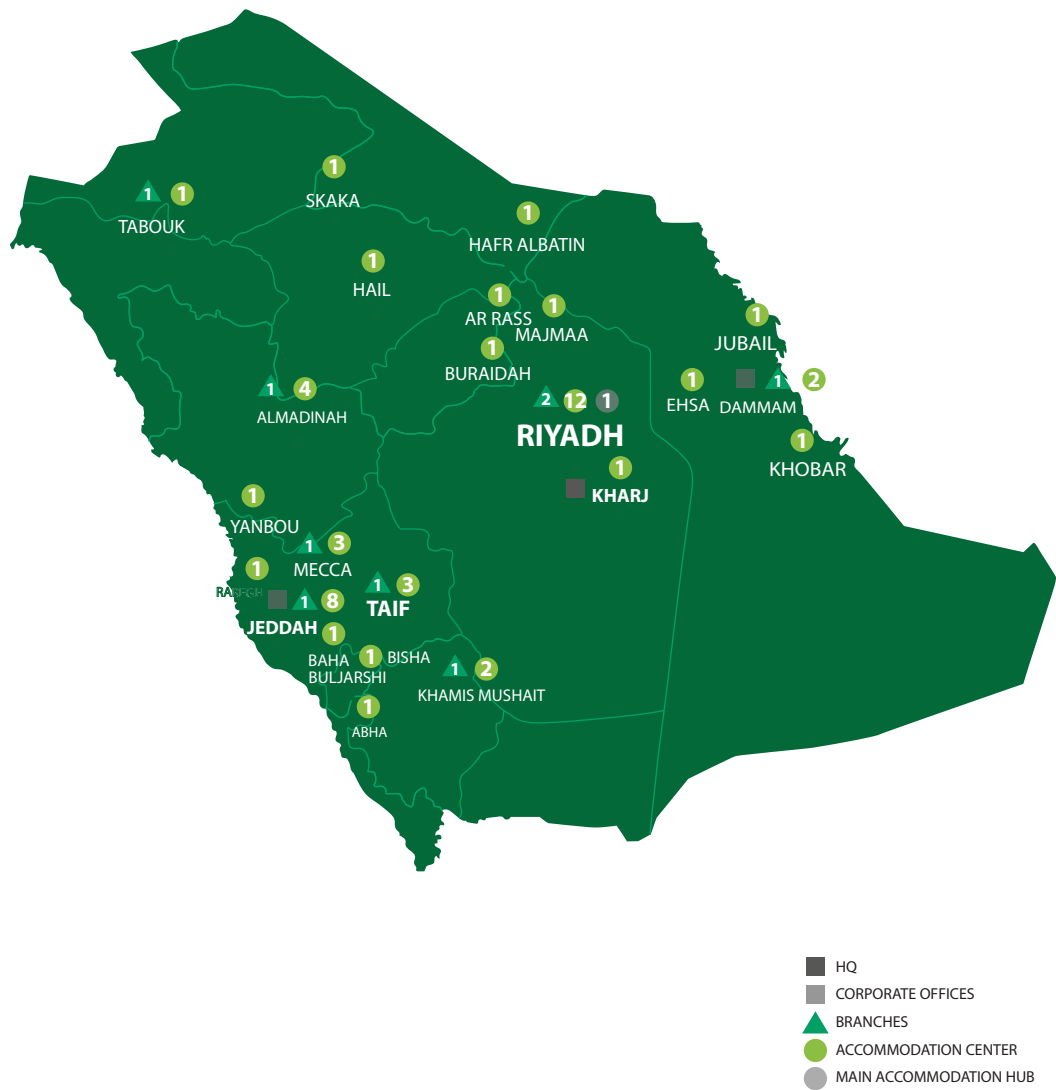 1
SKAKA
1 1
TABOUK
1
HAFR ALBATIN
1
HAIL
1
AR RASS
1
MAJMAA
1
JUBAIL
1
BURAIDAH
1
EHSA
1 2
DAMMAM
1 4
ALMADINAH
2 12 1
RIYADH
1
KHOBAR
1
KHARJ
1
YANBOU
1 3
MECCA
1
RABEGH
1 3
TAIF
1 8
JEDDAH
1
BAHA
BULJARSHI
1 BISHA
1 2
KHAMIS MUSHAIT
1
ABHA
HQ
CORPORATE OFFICES
BRANCHES
ACCOMMODATION CENTER
MAIN ACCOMMODATION HUB